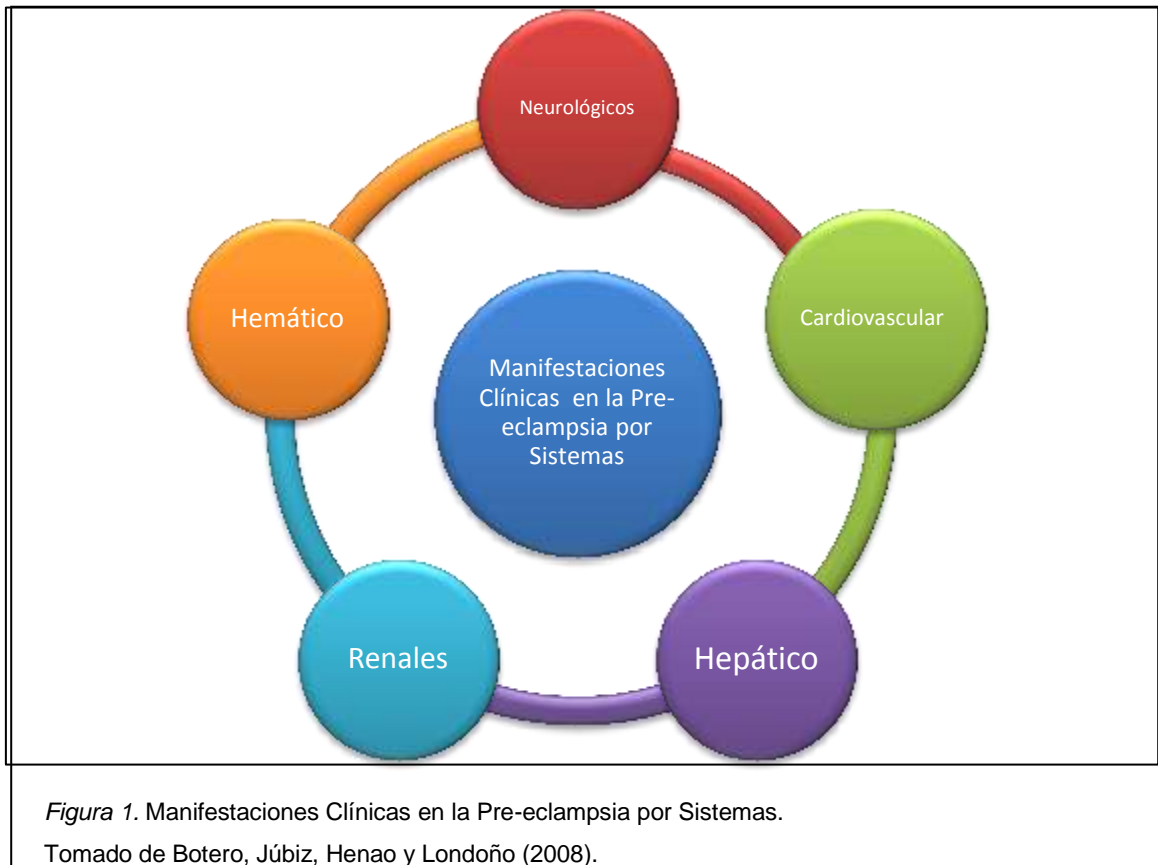 Neurológicos
Cardiovascular
Hepático
Renales
Hemático
Manifestaciones
Clínicas en la Pre-
eclampsia por
Sistemas
Figura 1. Manifestaciones Clínicas en la Pre-eclampsia por Sistemas.
Tomado de Botero, Júbiz, Henao y Londoño (2008).